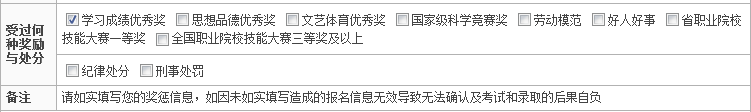 受过何
种奖励
与处分
学习成绩优秀奖 思想品德优秀奖 文艺体育优秀奖 国家级科学竞赛奖 劳动模范 好人好事 省职业院校
技能大赛一等奖 全国职业院校技能大赛三等奖及以上
纪律处分 刑事处罚
备注 请如实填写您的奖惩信息，如因未如实填写造成的报名信息无效导致无法确认及考试和录取的后果自负